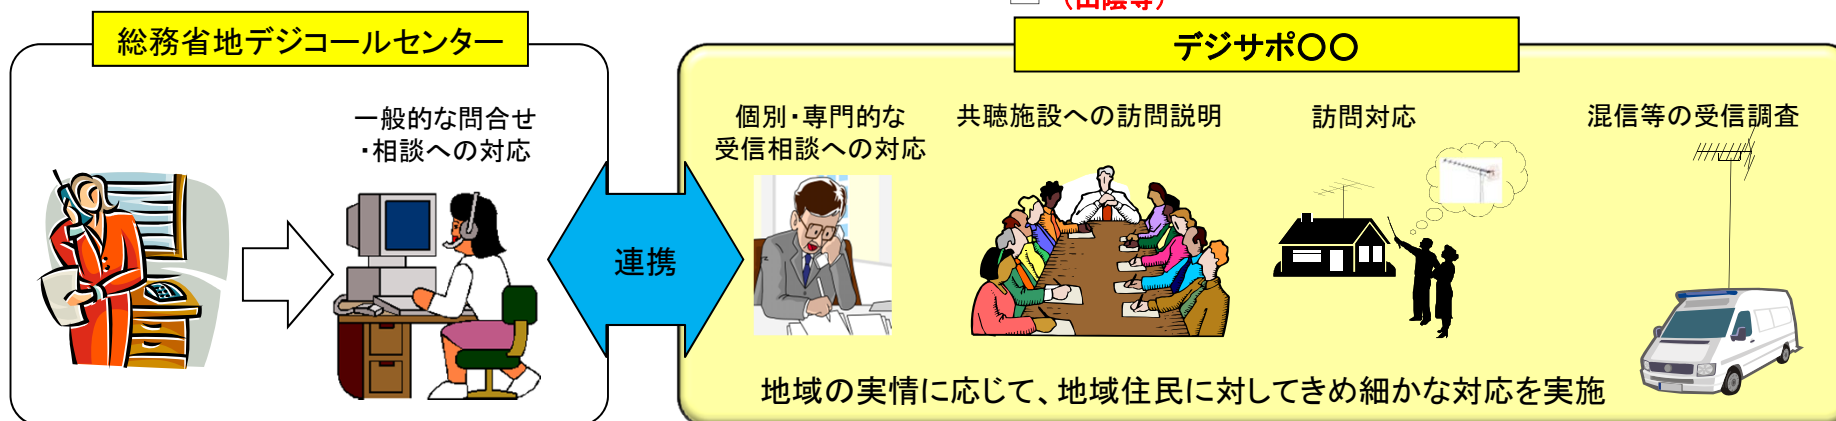 (山陰等)
総務省地デジコールセンター
デジサポ〇〇
一般的な問合せ
・相談への対応
個別・専門的な
受信相談への対応
共聴施設への訪問説明
訪問対応
混信等の受信調査
連携
地域の実情に応じて、地域住民に対してきめ細かな対応を実施